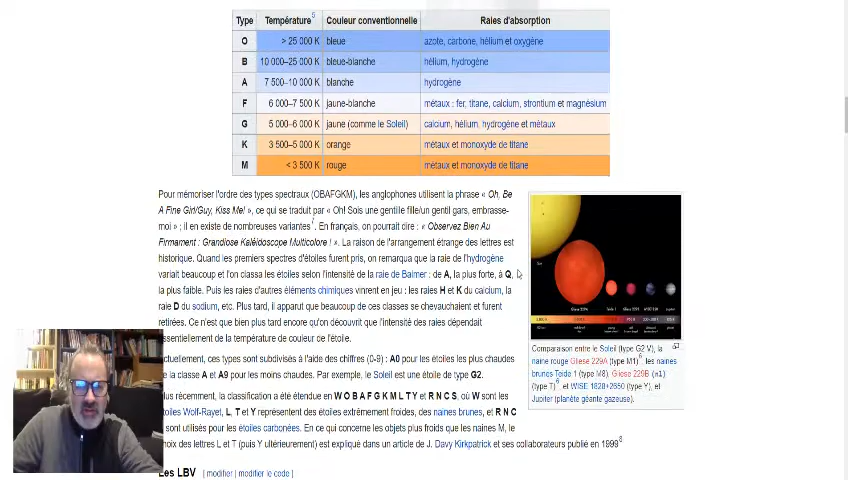 Type Température5 Couleur conventionnelle Raies d'absorption
O > 25 000 K bleue azote, carbone, hélium et oxygène
B 10 000–25 000 K bleue-blanche hélium, hydrogène
A 7 500–10 000 K blanche hydrogène
F 6 000–7 500 K jaune-blanche métaux : fer, titane, calcium, strontium et magnésium
G 5 000–6 000 K jaune (comme le Soleil) calcium, hélium, hydrogène et métaux
K 3 500–5 000 K orange métaux et monoxyde de titane
M < 3 500 K rouge métaux et monoxyde de titane
Pour mémoriser l'ordre des types spectraux (OBAFGKM), les anglophones utilisent la phrase « Oh, Be
A Fine Girl/Guy, Kiss Me! », ce qui se traduit par « Oh! Sois une gentille fille/un gentil gars, embrasse-
moi » ; il en existe de nombreuses variantes7. En français, on pourrait dire : « Observez Bien Au
Firmament : Grandiose Kaléidoscope Multicolore ! ». La raison de l'arrangement étrange des lettres est
historique. Quand les premiers spectres d'étoiles furent pris, on remarqua que la raie de l'hydrogène
variait beaucoup et l'on classa les étoiles selon l'intensité de la raie de Balmer : de A, la plus forte, à Q,
la plus faible. Puis les raies d'autres éléments chimiques vinrent en jeu : les raies H et K du calcium, la
raie D du sodium, etc. Plus tard, il apparut que beaucoup de ces classes se chevauchaient et furent
retirées. Ce n'est que bien plus tard encore qu'on découvrit que l'intensité des raies dépendait
essentiellement de la température de couleur de l'étoile.
ctuellement, ces types sont subdivisés à l'aide des chiffres (0-9) : A0 pour les étoiles les plus chaudes
e la classe A et A9 pour les moins chaudes. Par exemple, le Soleil est une étoile de type G2.
lus récemment, la classification a été étendue en W O B A F G K M L T Y et R N C S, où W sont les
toiles Wolf-Rayet, L, T et Y représentent des étoiles extrêmement froides, des naines brunes, et R N C
sont utilisés pour les étoiles carbonées. En ce qui concerne les objets plus froids que les naines M, le
hoix des lettres L et T (puis Y ultérieurement) est expliqué dans un article de J. Davy Kirkpatrick et ses collaborateurs publié en 19998
Les LBV [ modifier | modifier le code ]
Comparaison entre le Soleil (type G2 V), la
naine rouge Gliese 229A (type M1)6, les naines
brunes Teide 1 (type M8), Gliese 229B (n1)
(type T)6 et WISE 1828+2650 (type Y), et
Jupiter (planète géante gazeuse).